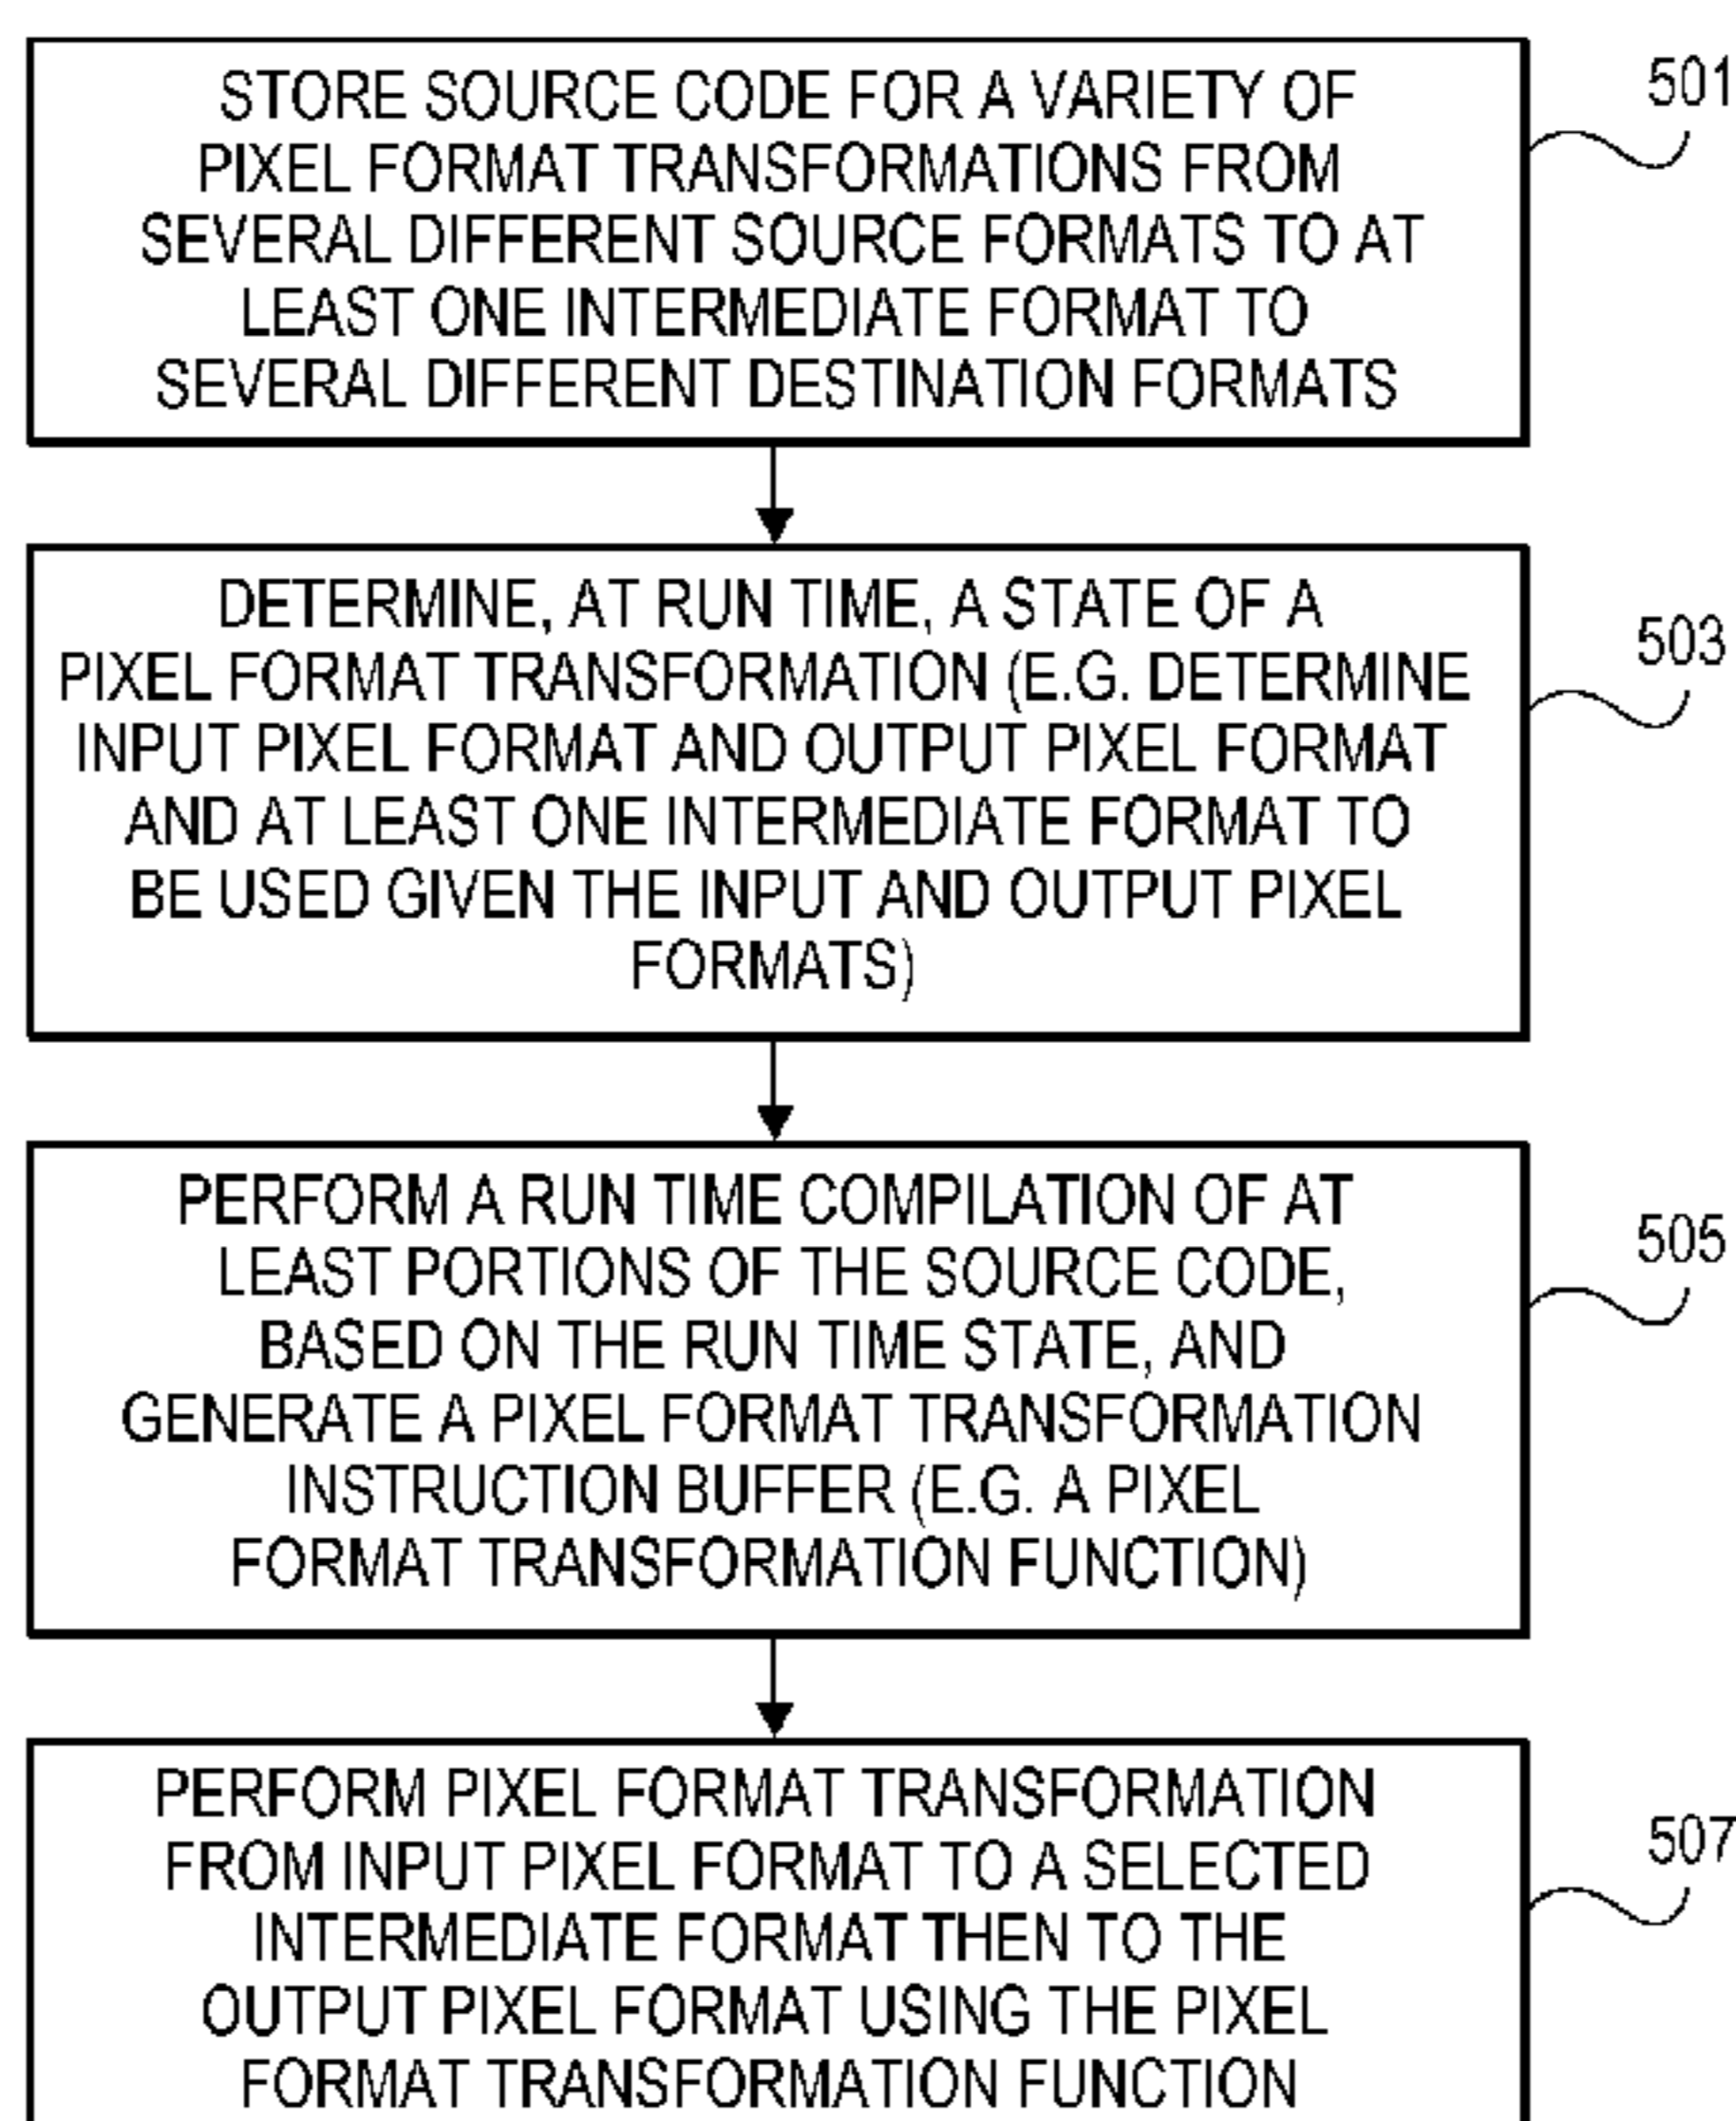 STORE SOURCE CODE FOR A VARIETY OF
PIXEL FORMAT TRANSFORMATIONS FROM
SEVERAL DIFFERENT SOURCE FORMATS TO AT
LEAST ONE INTERMEDIATE FORMAT TO
SEVERAL DIFFERENT DESTINATION FORMATS
501
DETERMINE, AT RUN TIME, A STATE OF A
PIXEL FORMAT TRANSFORMATION (E.G. DETERMINE
INPUT PIXEL FORMAT AND OUTPUT PIXEL FORMAT
AND AT LEAST ONE INTERMEDIATE FORMAT TO
BE USED GIVEN THE INPUT AND OUTPUT PIXEL
FORMATS)
503
PERFORM A RUN TIME COMPILATION OF AT
LEAST PORTIONS OF THE SOURCE CODE,
BASED ON THE RUN TIME STATE, AND
GENERATE A PIXEL FORMAT TRANSFORMATION
INSTRUCTION BUFFER (E.G. A PIXEL
FORMAT TRANSFORMATION FUNCTION)
505
PERFORM PIXEL FORMAT TRANSFORMATION
FROM INPUT PIXEL FORMAT TO A SELECTED
INTERMEDIATE FORMAT THEN TO THE
OUTPUT PIXEL FORMAT USING THE PIXEL
FORMAT TRANSFORMATION FUNCTION
507